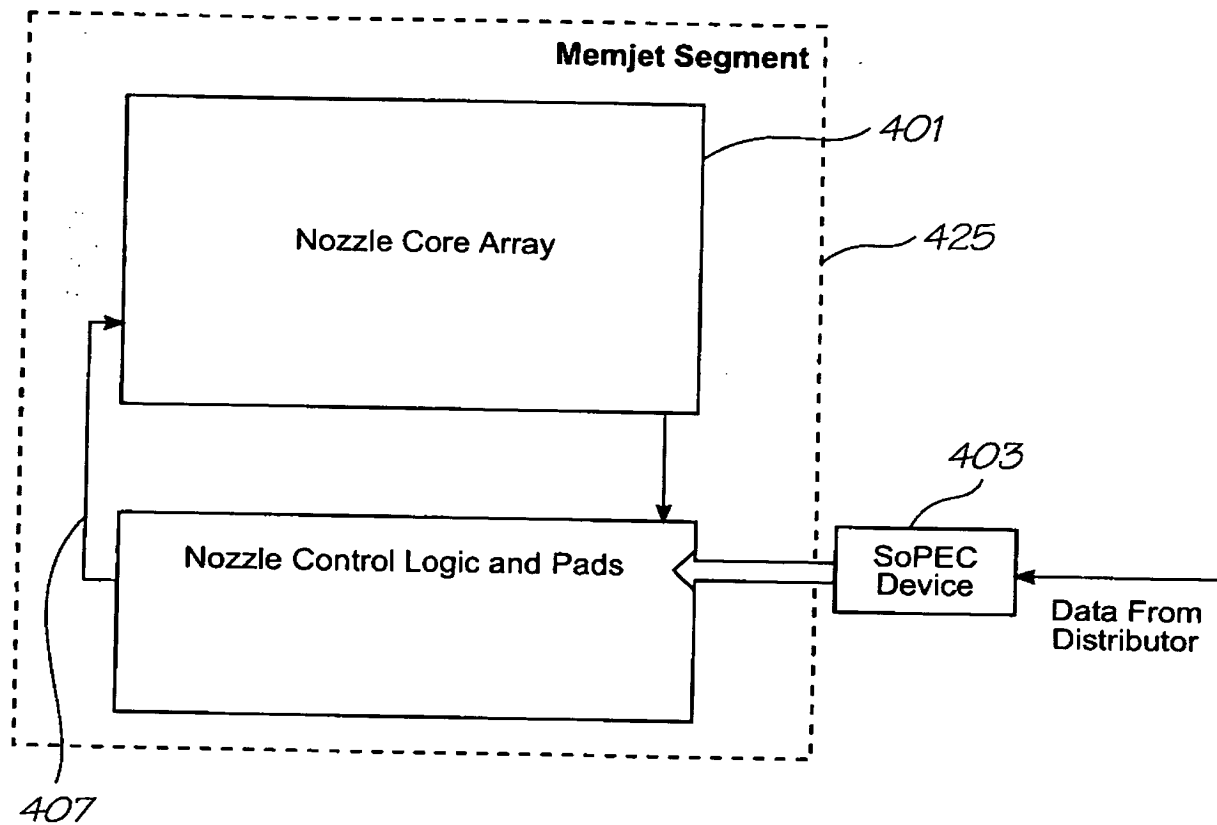 Memjet Segment
401
Nozzle Core Array
425
403
Nozzle Control Logic and Pads
SoPEC
Device
Data From
Distributor
407